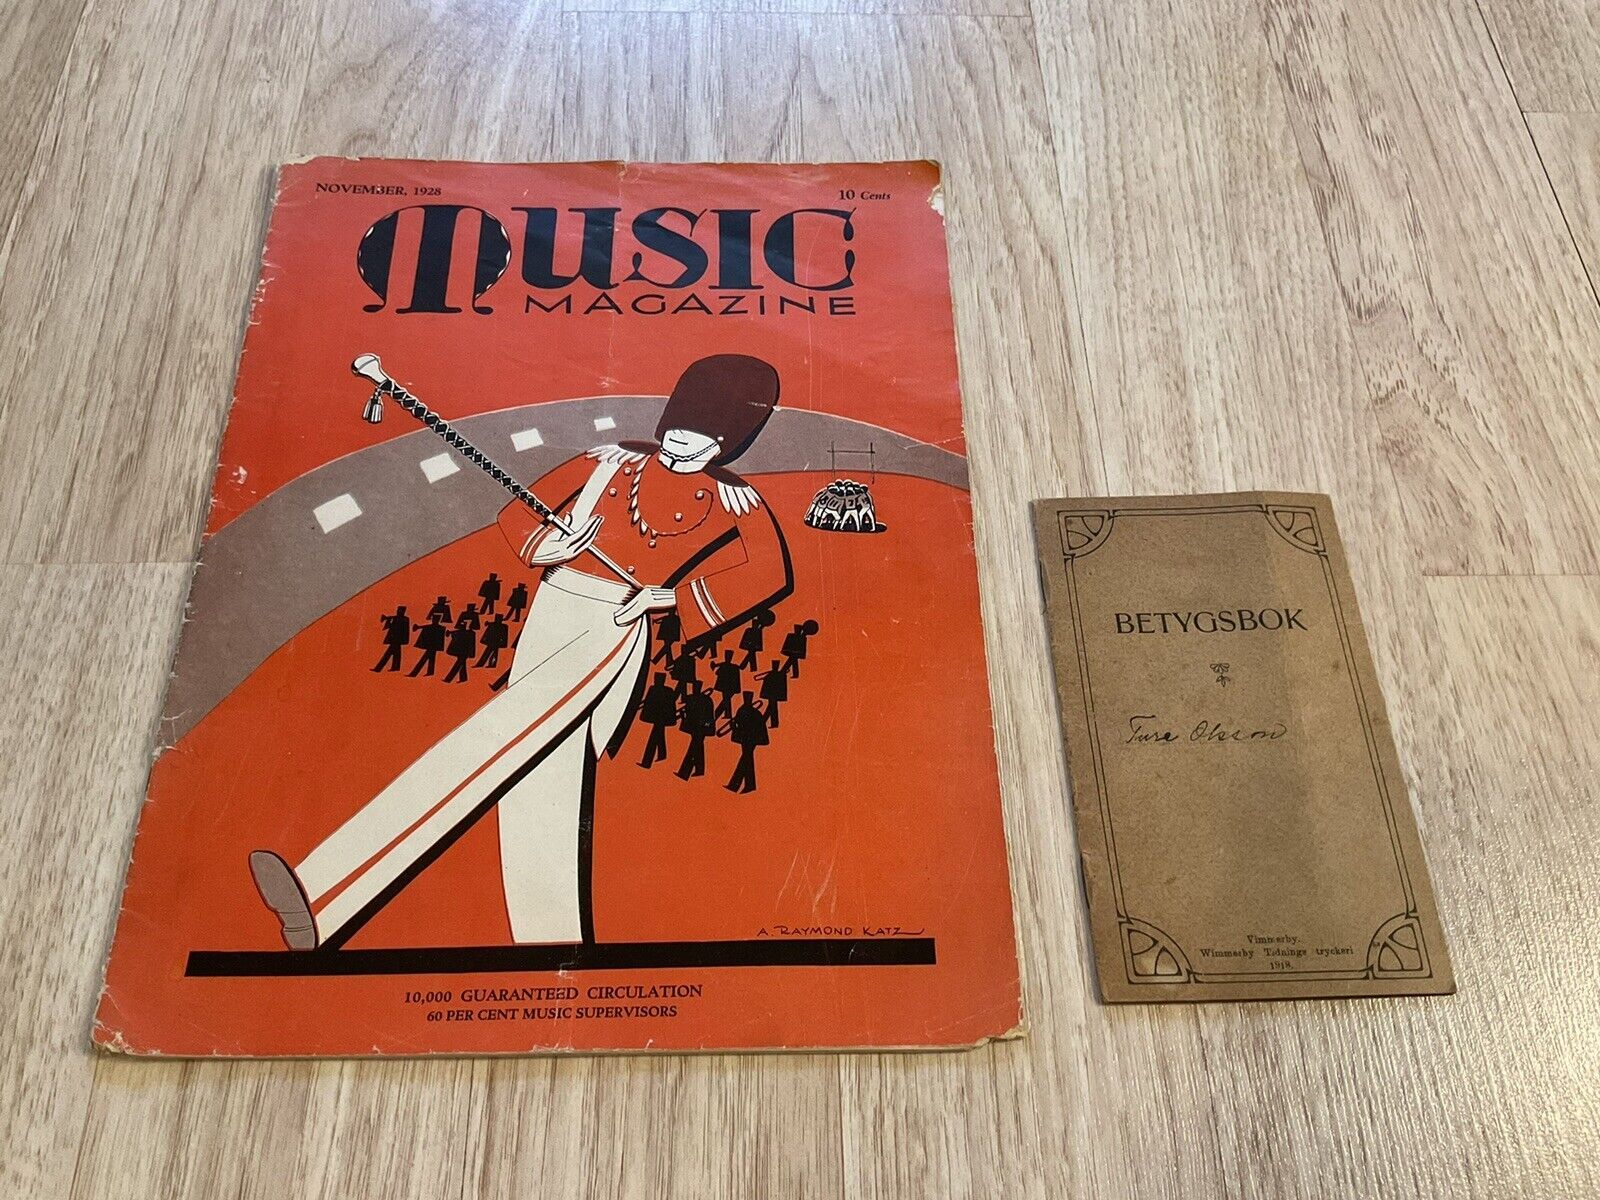 NOVEMBER, 1928
10 Cents
MUSIC
MAGAZINE
A. RAYMOND KATZ
10,000 GUARANTEED CIRCULATION
60 PER CENT MUSIC SUPERVISORS
BETYGSBOK
Ture Olsson
Vimmerby.
Wimmerby Tidnings tryckeri
1918.